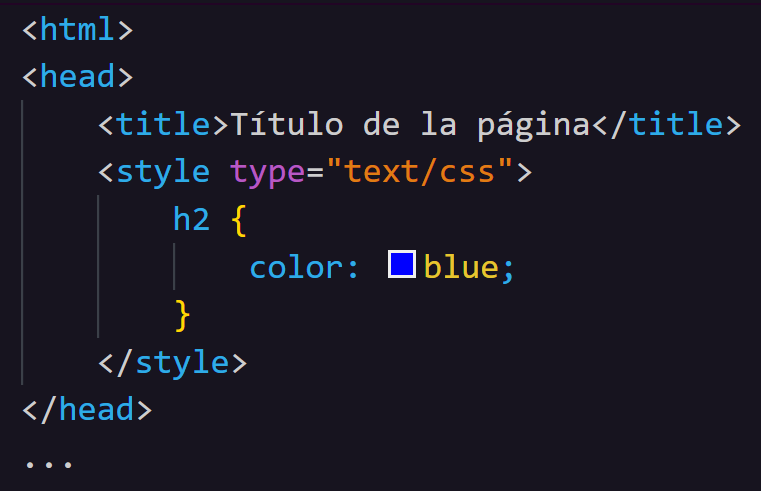 <html>
<head>
    <title>Título de la página</title>
    <style type="text/css">
        h2 {
            color: blue;
        }
    </style>
</head>
...